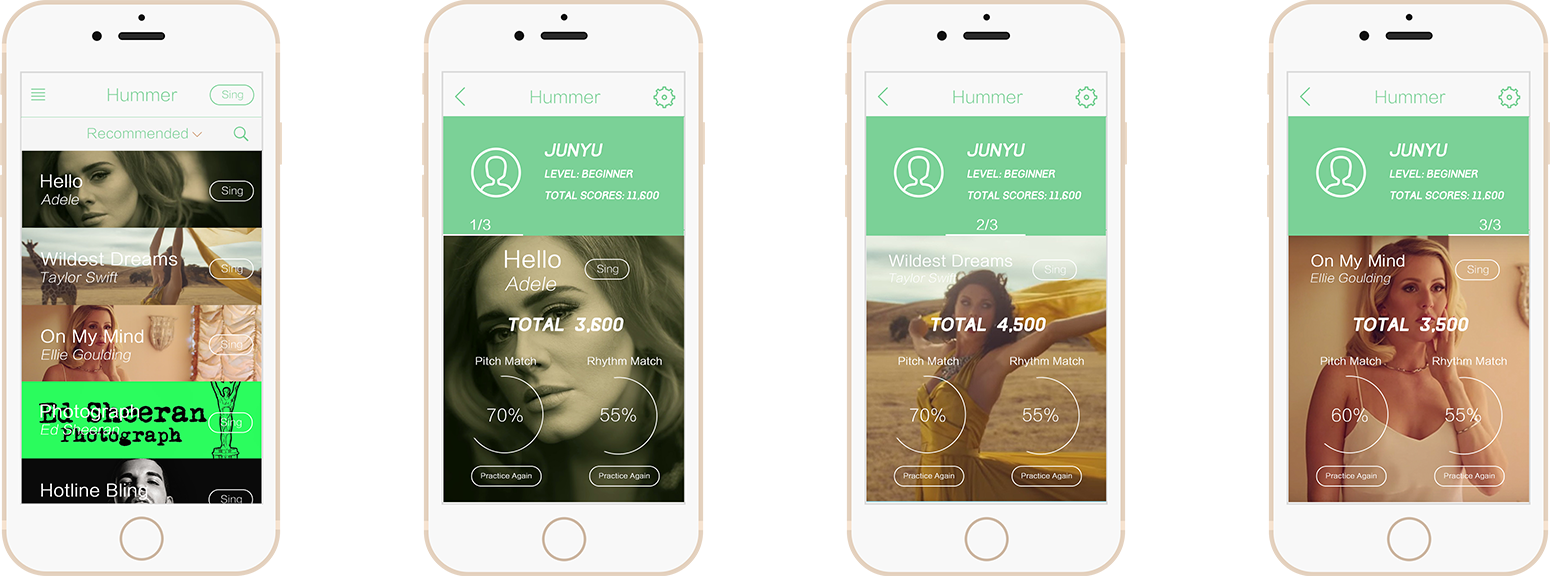 Hummer
Sing
Recommended
Hello
Adele
Sing
Wildest Dreams
Taylor Swift
Sing
On My Mind
Ellie Goulding
Sing
Photograph
Ed Sheeran
Sing
Ed Sheeran
Photograph
Hotline Bling
Sing
Hummer
JUNYU
LEVEL: BEGINNER
TOTAL SCORES: 11,600
1/3
Hello
Adele
Sing
TOTAL 3,600
Pitch Match Rhythm Match
70% 55%
Practice Again Practice Again
Hummer
JUNYU
LEVEL: BEGINNER
TOTAL SCORES: 11,600
2/3
Wildest Dreams
Taylor Swift
Sing
TOTAL 4,500
Pitch Match Rhythm Match
70% 55%
Practice Again Practice Again
Hummer
JUNYU
LEVEL: BEGINNER
TOTAL SCORES: 11,600
3/3
On My Mind
Ellie Goulding
Sing
TOTAL 3,500
Pitch Match Rhythm Match
60% 55%
Practice Again Practice Again